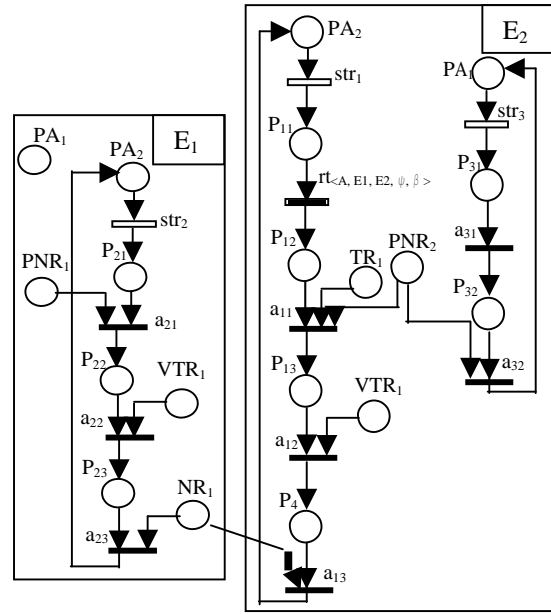 E₁
PA₁
PA₂
str₂
P₂₁
PNR₁
a₂₁
P₂₂
VTR₁
a₂₂
P₂₃
NR₁
a₂₃
E₂
PA₂
str₁
P₁₁
rt<A, E1, E2, ψ, β >
P₁₂
TR₁
PNR₂
a₁₁
P₁₃
VTR₁
a₁₂
P₄
a₁₃
PA₁
str₃
P₃₁
a₃₁
P₃₂
a₃₂